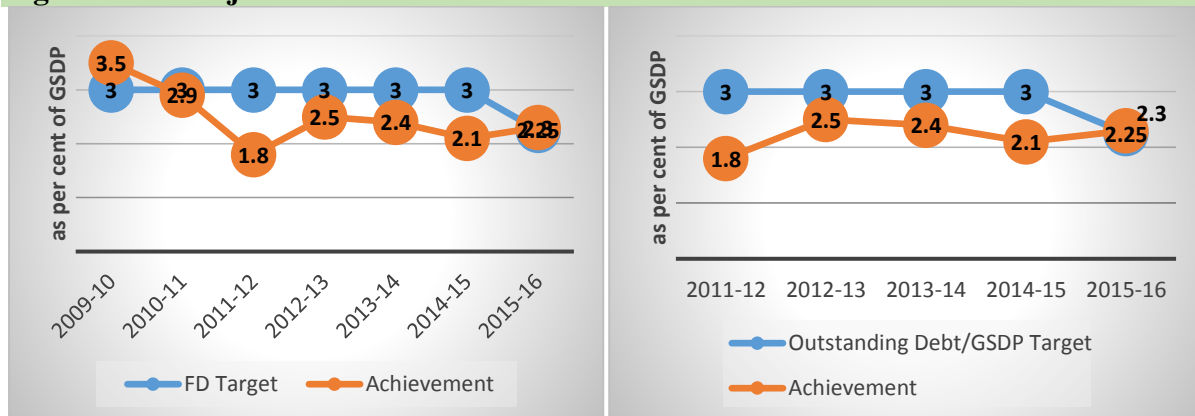 as per cent of GSDP
3.5
3 3 3 3 3 3
2.9
1.8
2.5
2.4
2.1
2.3
2.25
2009-10 2010-11 2011-12 2012-13 2013-14 2014-15 2015-16
FD Target Achievement
as per cent of GSDP
3 3 3 3
1.8
2.5
2.4
2.1
2.3
2.25
2011-12 2012-13 2013-14 2014-15 2015-16
Outstanding Debt/GSDP Target
Achievement